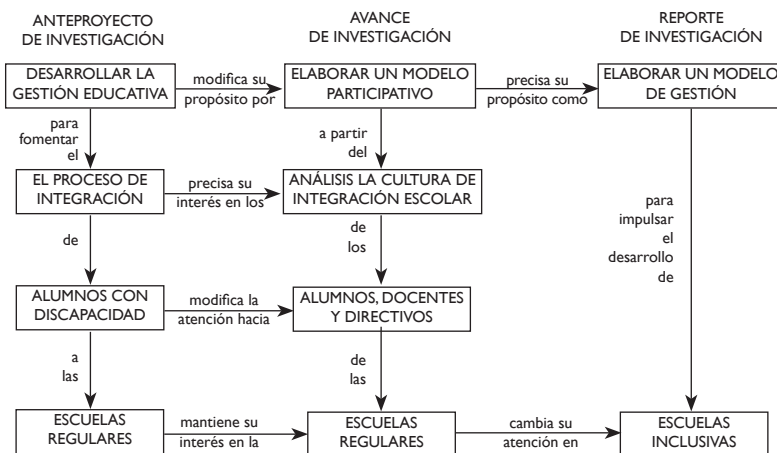 ANTEPROYECTO
DE INVESTIGACIÓN
AVANCE
DE INVESTIGACIÓN
REPORTE
DE INVESTIGACIÓN
DESARROLLAR LA
GESTIÓN EDUCATIVA
modifica su
propósito por
ELABORAR UN MODELO
PARTICIPATIVO
precisa su
propósito como
ELABORAR UN MODELO
DE GESTIÓN
para
fomentar
el
a partir
del
EL PROCESO DE
INTEGRACIÓN
precisa su
interés en los
ANÁLISIS LA CULTURA DE
INTEGRACIÓN ESCOLAR
para
impulsar
el
desarrollo
de
de
de
los
ALUMNOS CON
DISCAPACIDAD
modifica la
atención hacia
ALUMNOS, DOCENTES
Y DIRECTIVOS
a
las
de
las
ESCUELAS
REGULARES
mantiene su
interés en la
ESCUELAS
REGULARES
cambia su
atención en
ESCUELAS
INCLUSIVAS